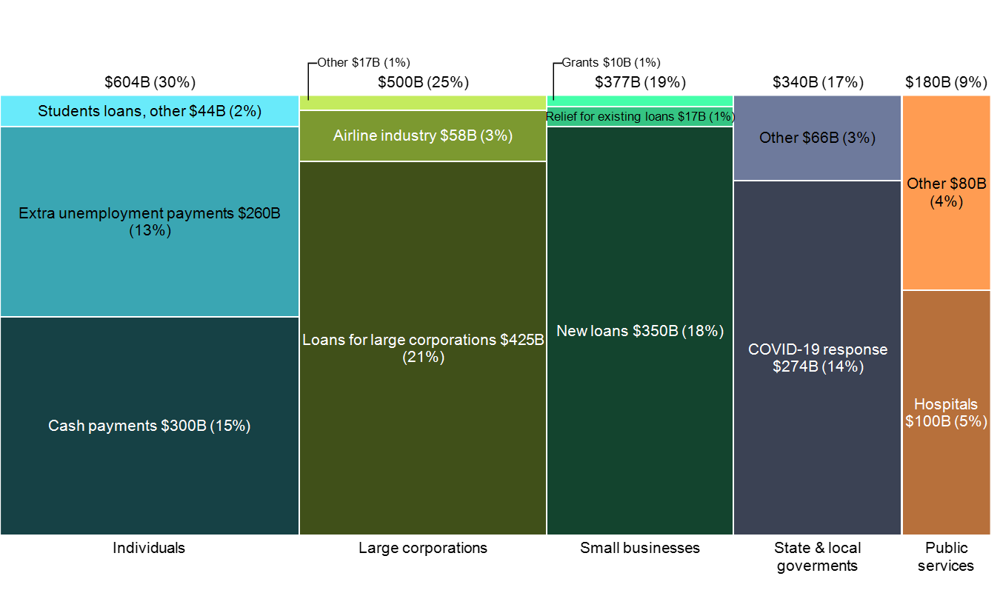 Other $17B (1%)
Grants $10B (1%)
$604B (30%)
$500B (25%)
$377B (19%)
$340B (17%)
$180B (9%)
Students loans, other $44B (2%)
Extra unemployment payments $260B
(13%)
Cash payments $300B (15%)
Airline industry $58B (3%)
Loans for large corporations $425B
(21%)
Relief for existing loans $17B (1%)
New loans $350B (18%)
Other $66B (3%)
COVID-19 response
$274B (14%)
Other $80B
(4%)
Hospitals
$100B (5%)
Individuals
Large corporations
Small businesses
State & local
goverments
Public
services